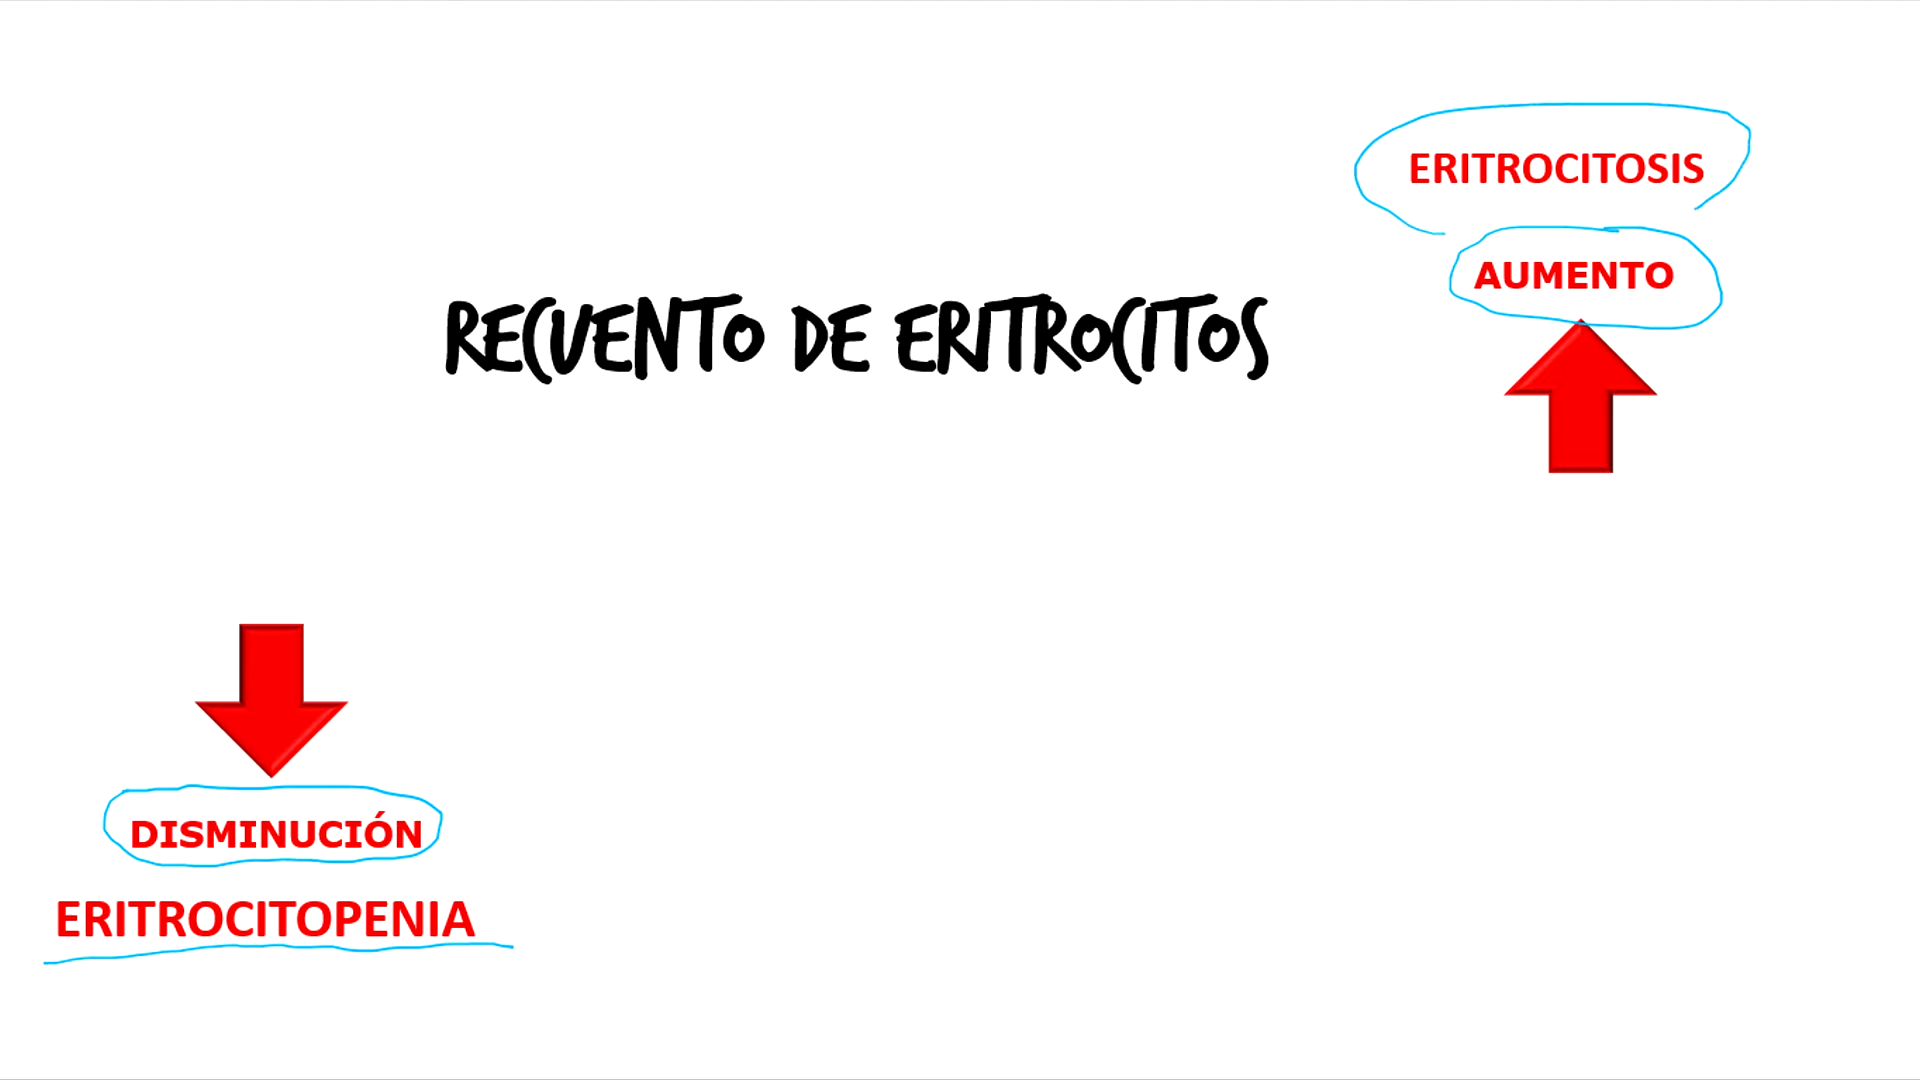 ERITROCITOSIS
AUMENTO
RECUENTO DE ERITROCITOS
DISMINUCIÓN
ERITROCITOPENIA